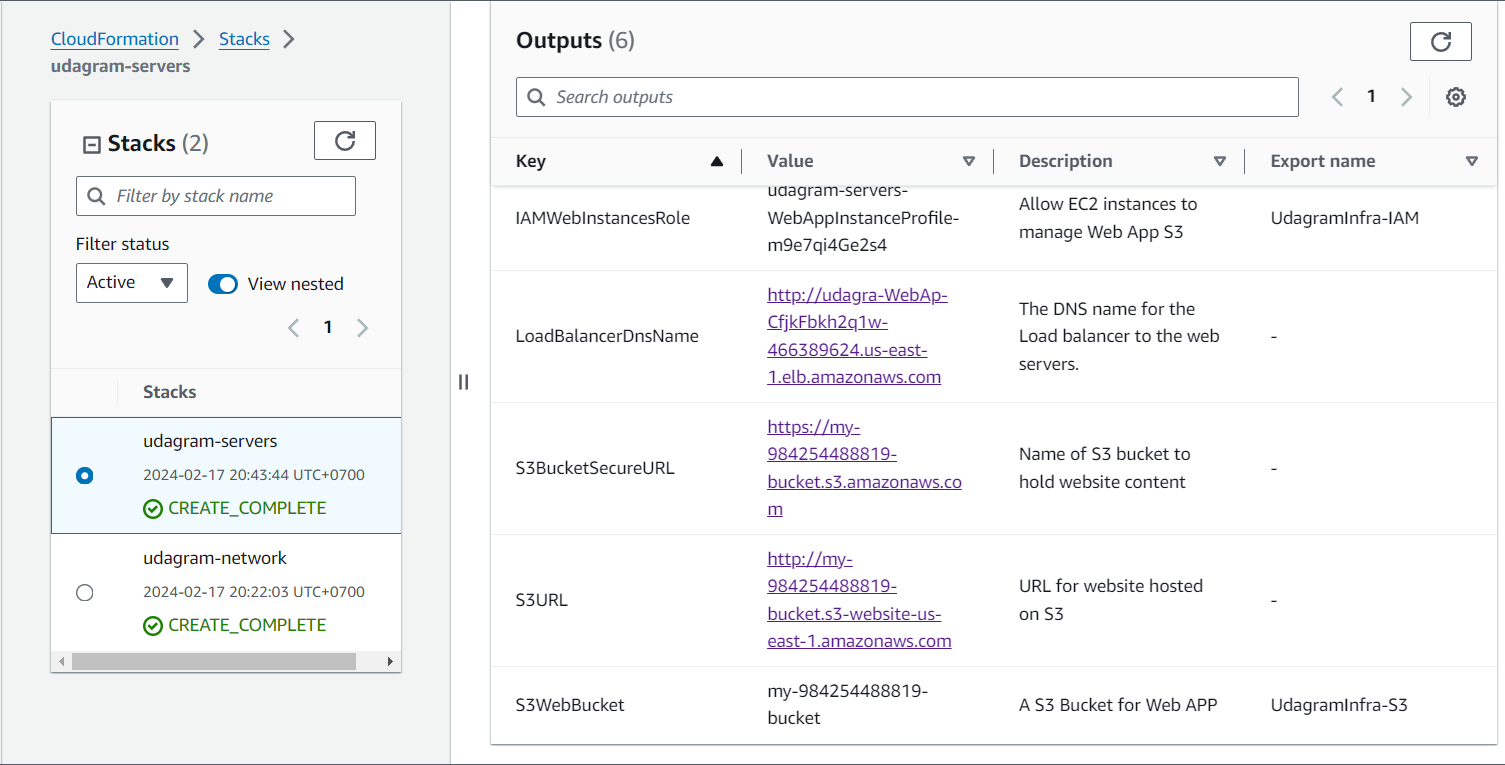 CloudFormation > Stacks >
udagram-servers
Stacks (2)
Filter by stack name
Filter status
Active
View nested
1
Stacks
udagram-servers
2024-02-17 20:43:44 UTC+0700
CREATE_COMPLETE
udagram-network
2024-02-17 20:22:03 UTC+0700
CREATE_COMPLETE
Outputs (6)
Search outputs
1
Key Value Description Export name
IAMWebInstancesRole
udagram-servers-
WebAppInstanceProfile-
m9e7qi4Ge2s4
Allow EC2 instances to
manage Web App S3
UdagramInfra-IAM
LoadBalancerDnsName
http://udagra-WebAp-
CfjkFbkh2q1w-
466389624.us-east-
1.elb.amazonaws.com
The DNS name for the
Load balancer to the web
servers.
-
S3BucketSecureURL
https://my-
984254488819-
bucket.s3.amazonaws.co
m
Name of S3 bucket to
hold website content
-
S3URL
http://my-
984254488819-
bucket.s3-website-us-
east-1.amazonaws.com
URL for website hosted
on S3
-
S3WebBucket
my-984254488819-
bucket
A S3 Bucket for Web APP
UdagramInfra-S3